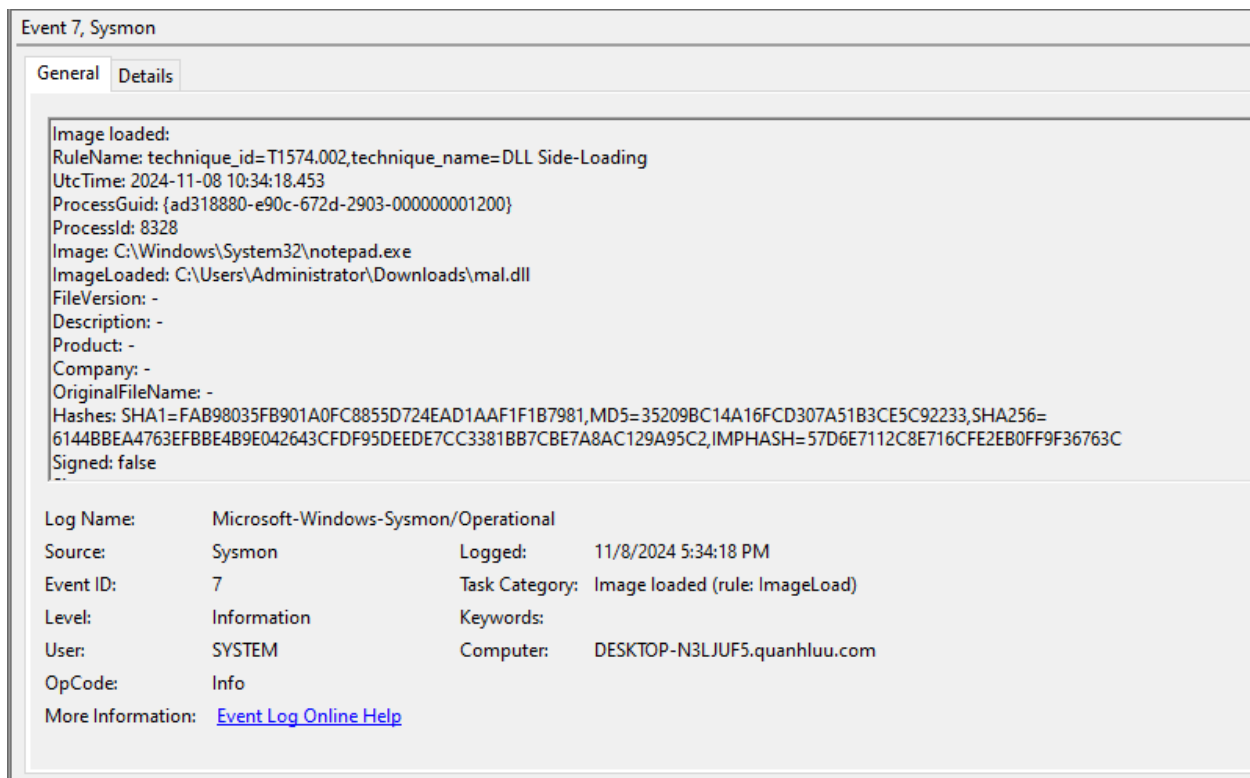 Event 7, Sysmon
General Details
Image loaded:
RuleName: technique_id=T1574.002,technique_name=DLL Side-Loading
UtcTime: 2024-11-08 10:34:18.453
ProcessGuid: {ad318880-e90c-672d-2903-000000001200}
ProcessId: 8328
Image: C:\Windows\System32\notepad.exe
ImageLoaded: C:\Users\Administrator\Downloads\mal.dll
FileVersion: -
Description: -
Product: -
Company: -
OriginalFileName: -
Hashes: SHA1=FAB98035FB901A0FC8855D724EAD1AAF1F1B7981,MD5=35209BC14A16FCD307A51B3CE5C92233,SHA256=
6144BBEA4763EFBBE4B9E042643CFDF95DEEDE7CC3381BB7CBE7A8AC129A95C2,IMPHASH=57D6E7112C8E716CFE2EB0FF9F36763C
Signed: false
Log Name: Microsoft-Windows-Sysmon/Operational
Source: Sysmon Logged: 11/8/2024 5:34:18 PM
Event ID: 7 Task Category: Image loaded (rule: ImageLoad)
Level: Information Keywords:
User: SYSTEM Computer: DESKTOP-N3LJUF5.quanhluu.com
OpCode: Info
More Information: Event Log Online Help